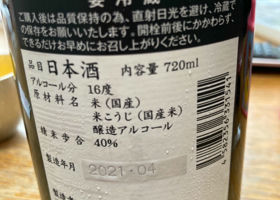 要冷蔵
ご購入後は品質保持の為、直射日光を避け、冷蔵で
の保存をお願いいたします。開栓前後にかかわらず、
できるだけお早めにお召し上がりください。
品目 日本酒 内容量 720ml
アルコール分 16度
原材料名 米(国産)
米こうじ(国産米)
醸造アルコール
精米歩合 40%
製造年月 2021.04
4582356531541